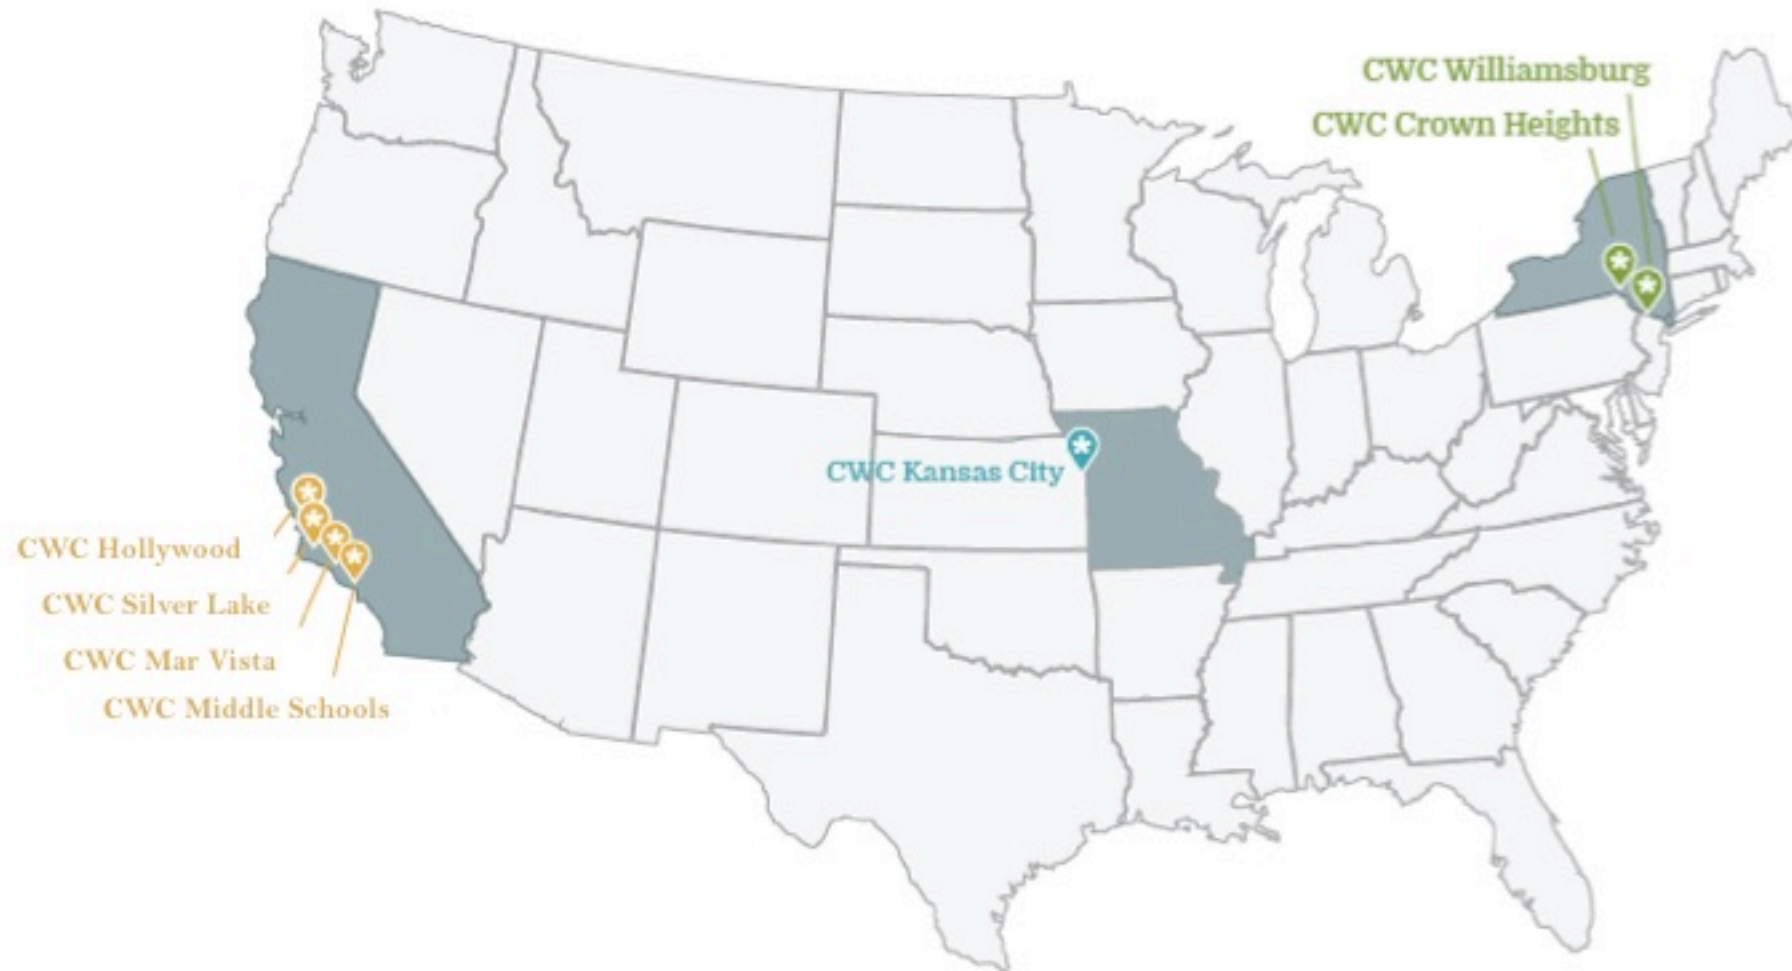 CWC Williamsburg
CWC Crown Heights
CWC Kansas City
CWC Hollywood
CWC Silver Lake
CWC Mar Vista
CWC Middle Schools